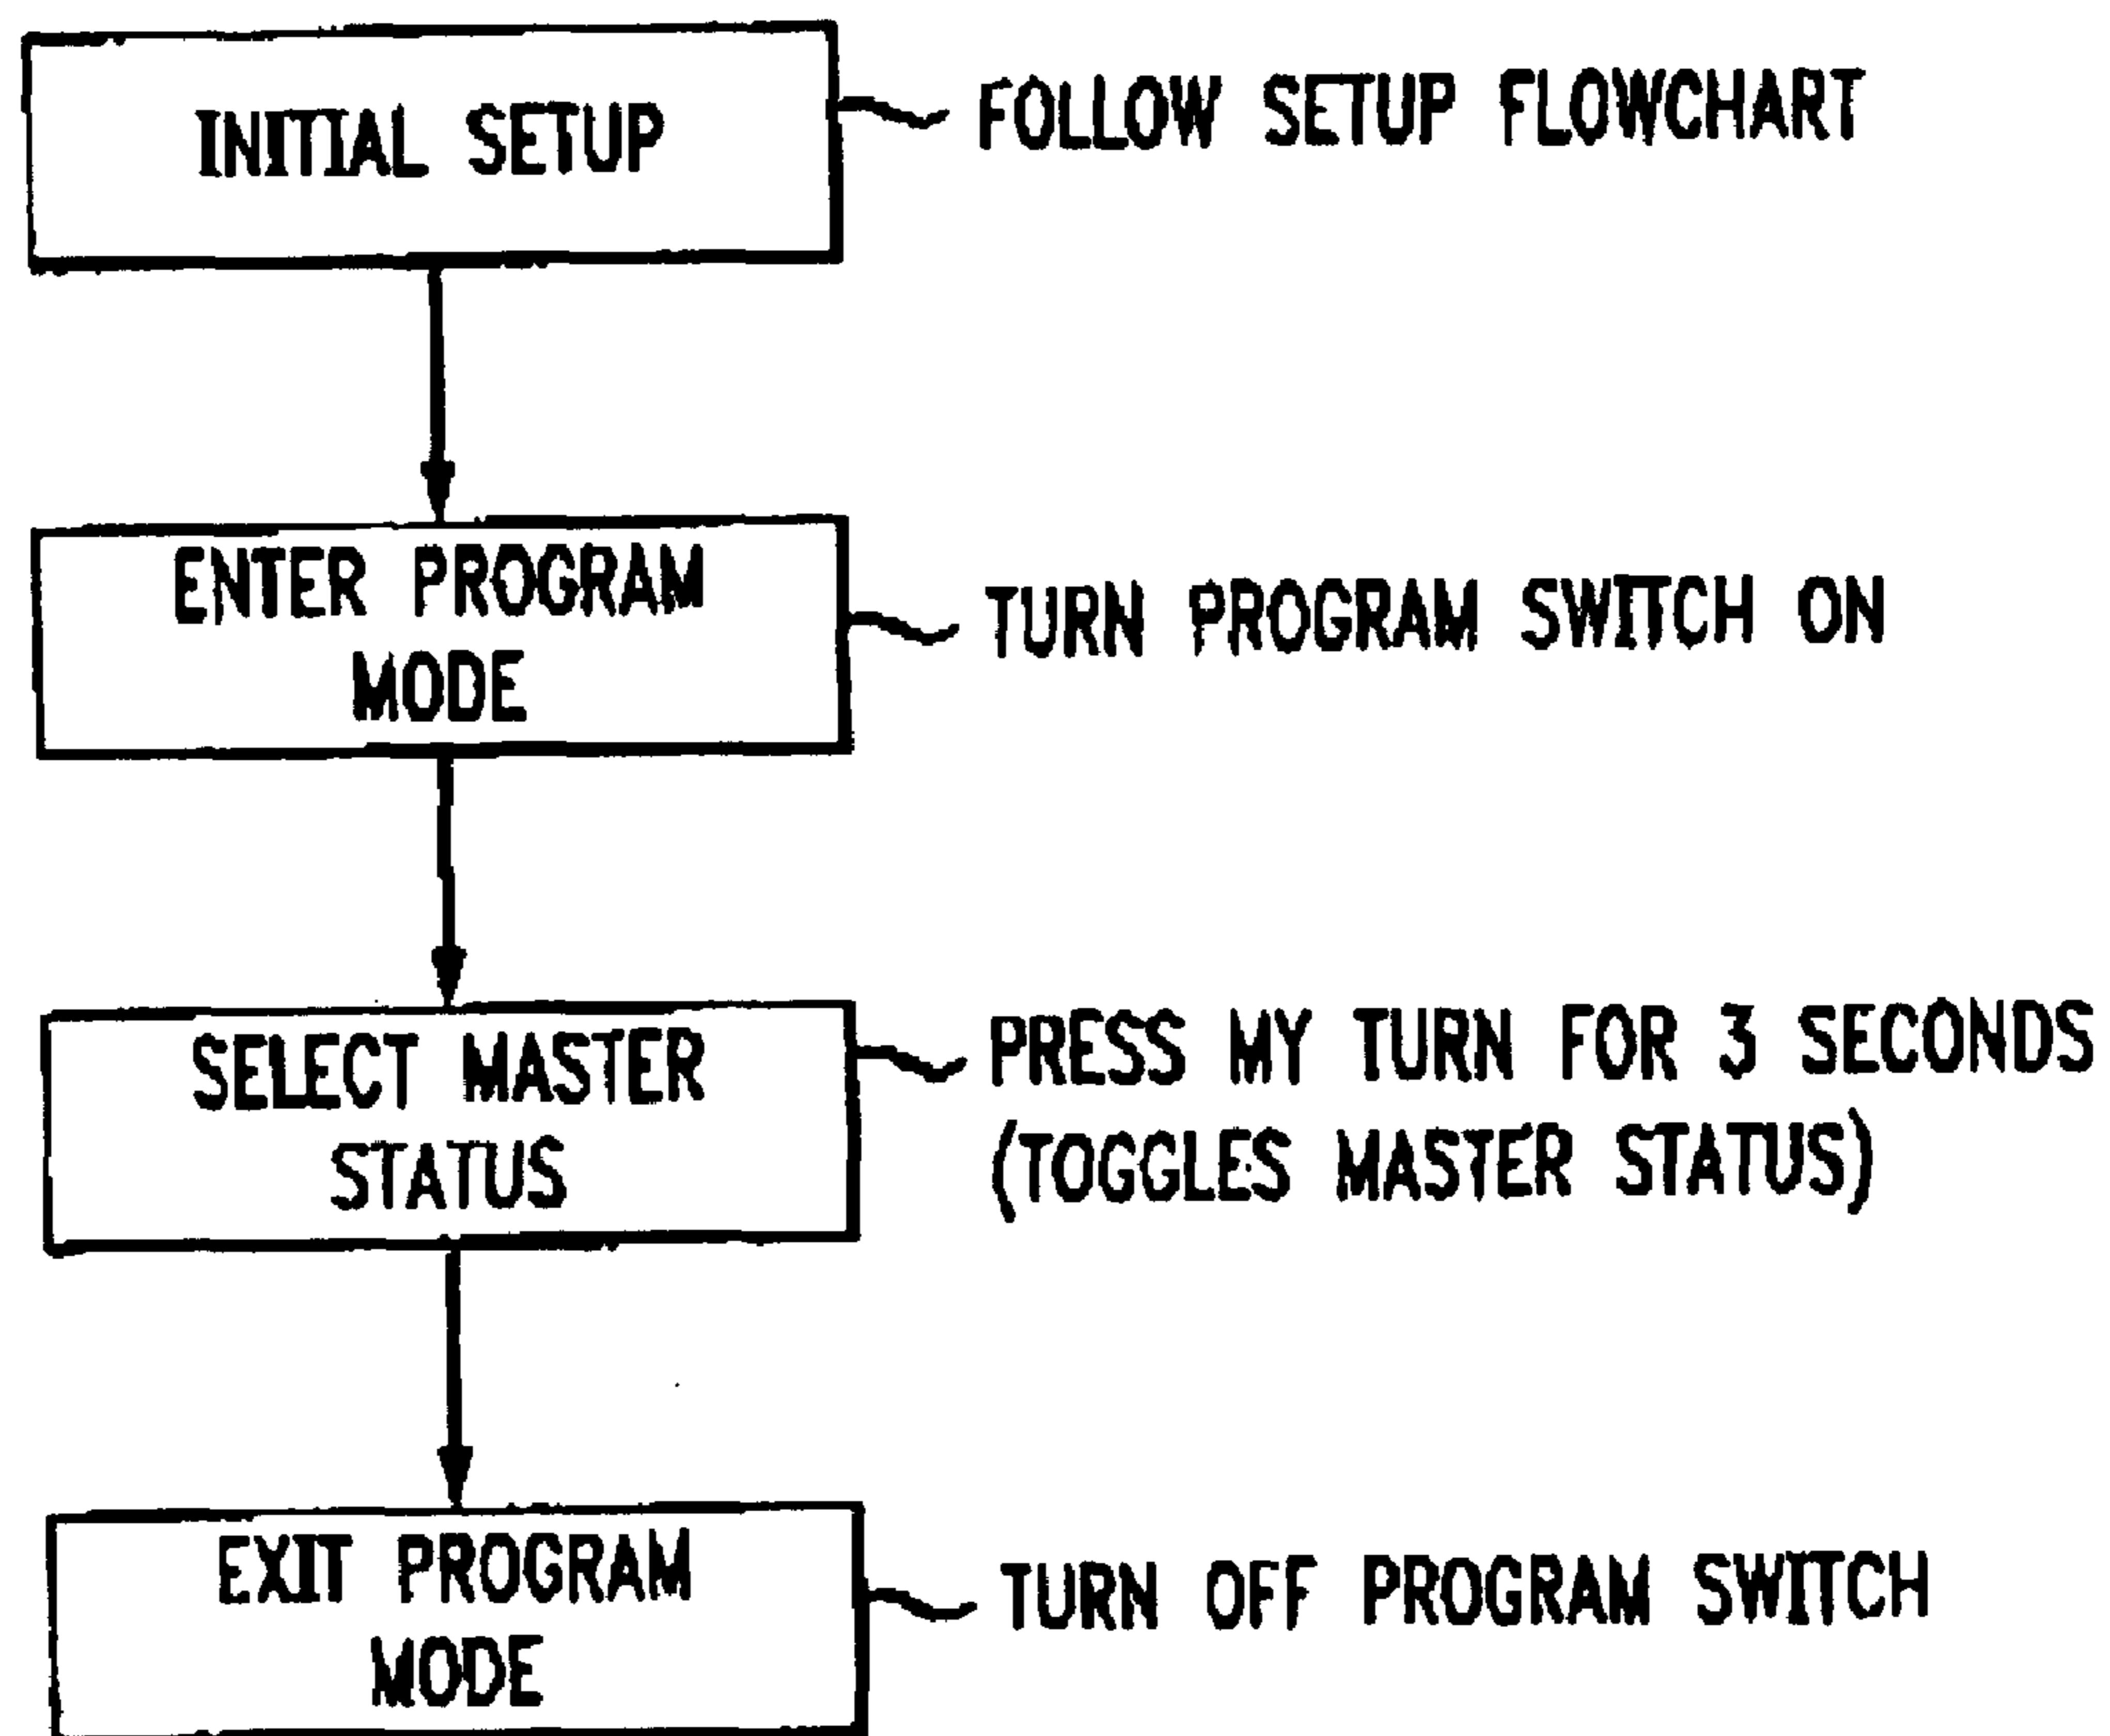 INITIAL SETUP
FOLLOW SETUP FLOWCHART
ENTER PROGRAM
MODE
TURN PROGRAM SWITCH ON
SELECT MASTER
STATUS
PRESS MY TURN FOR 3 SECONDS
(TOGGLES MASTER STATUS)
EXIT PROGRAM
MODE
TURN OFF PROGRAM SWITCH